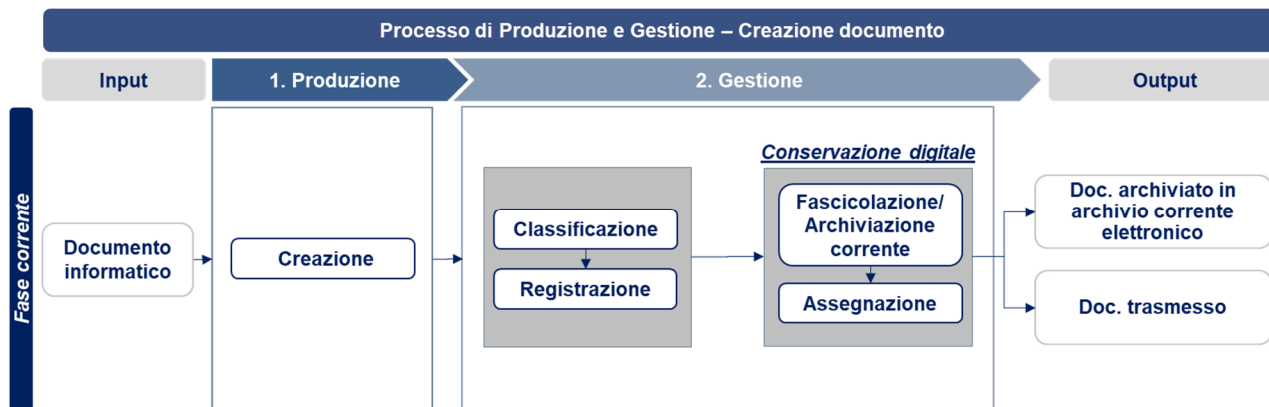 Processo di Produzione e Gestione – Creazione documento
Input
1. Produzione
2. Gestione
Output
Fase corrente
Documento
informatico
Creazione
Classificazione
Registrazione
Conservazione digitale
Fascicolazione/
Archiviazione
corrente
Assegnazione
Doc. archiviato in
archivio corrente
elettronico
Doc. trasmesso